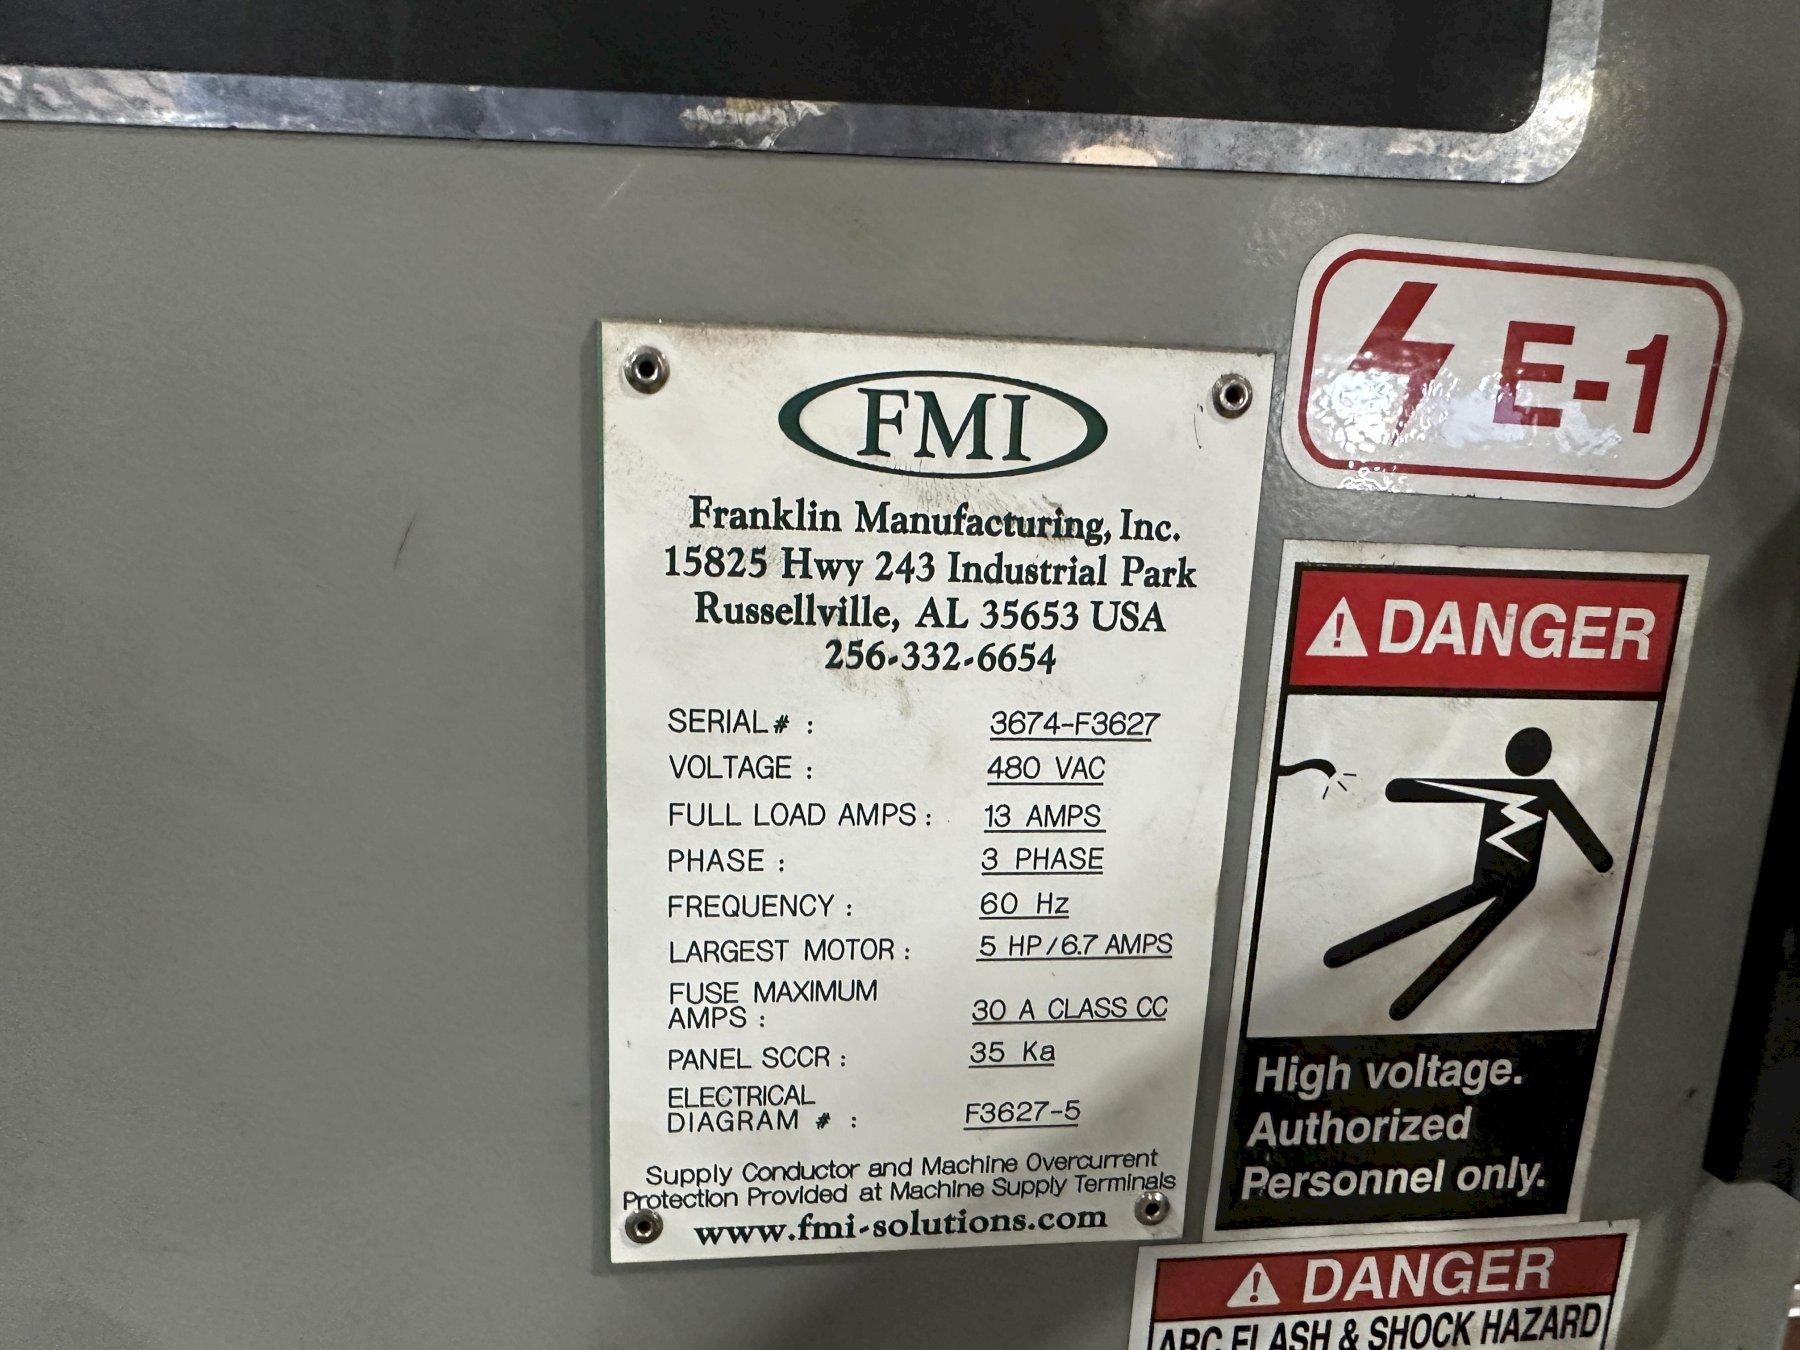 FMI
Franklin Manufacturing, Inc.
15825 Hwy 243 Industrial Park
Russellville, AL 35653 USA
256-332-6654
SERIAL# : 3674-F3627
VOLTAGE : 480 VAC
FULL LOAD AMPS : 13 AMPS
PHASE : 3 PHASE
FREQUENCY : 60 Hz
LARGEST MOTOR : 5 HP/6.7 AMPS
FUSE MAXIMUM
AMPS : 30 A CLASS CC
PANEL SCCR : 35 Ka
ELECTRICAL
DIAGRAM # : F3627-5
Supply Conductor and Machine Overcurrent
Protection Provided at Machine Supply Terminals
www.fmi-solutions.com
E-1
DANGER
High voltage.
Authorized
Personnel only.
DANGER
ARC FLASH & SHOCK HAZARD